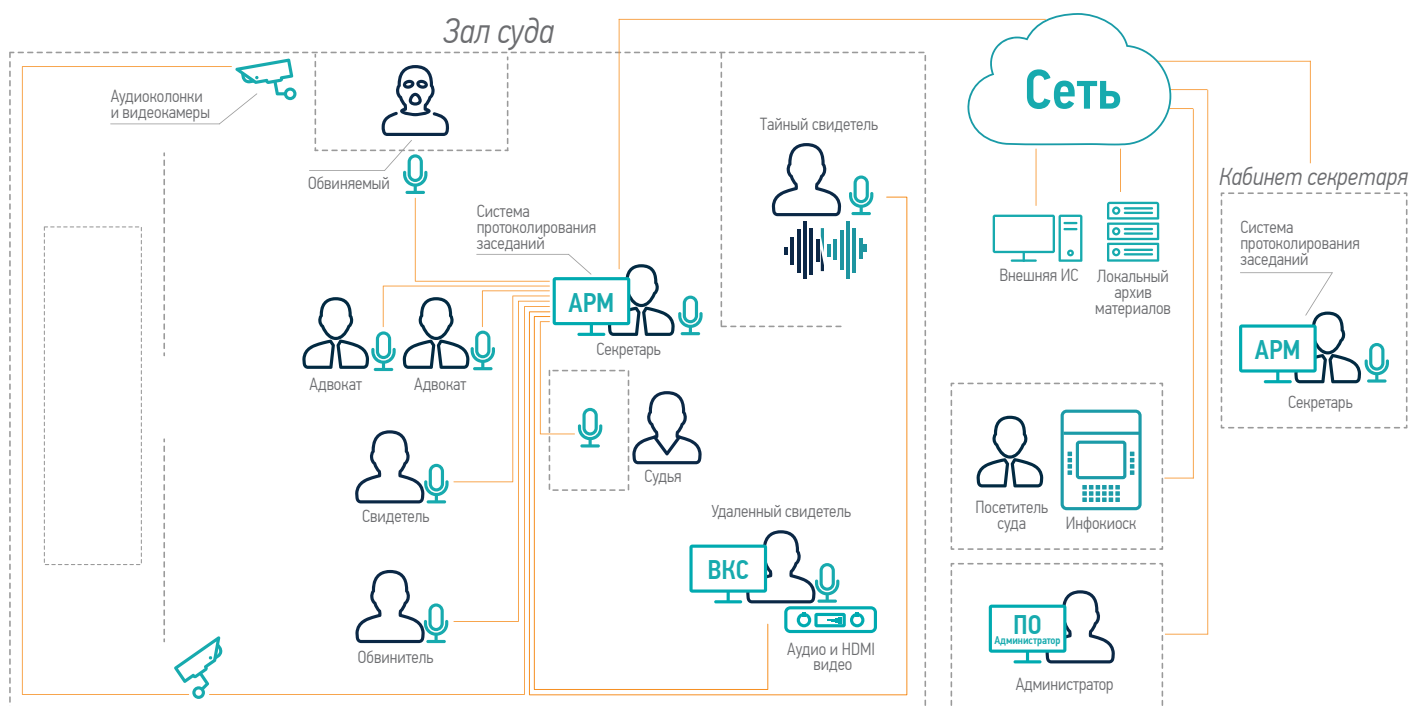 Зал суда
Аудиоколонки
и видеокамеры
Обвиняемый
Система
протоколирования
заседаний
АРМ
Секретарь
Тайный свидетель
Адвокат
Адвокат
Судья
Свидетель
Удаленный свидетель
ВКС
Аудио и HDMI
видео
Обвинитель
Сеть
Внешняя ИС
Локальный
архив
материалов
Кабинет секретаря
Система
протоколирования
заседаний
АРМ
Секретарь
Посетитель
суда
Инфокиоск
ПО
Администратор
Администратор